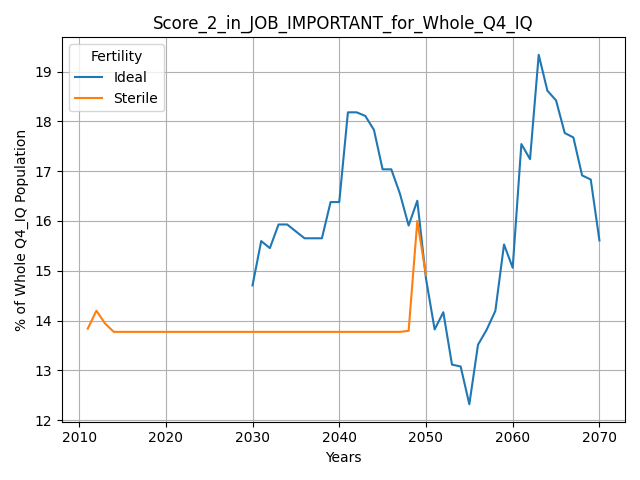 Score_2_in_JOB_IMPORTANT_for_Whole_Q4_IQ
Fertility
Ideal
Sterile
% of Whole Q4_IQ Population
19
18
17
16
15
14
13
12
2010
2020
2030
2040
2050
2060
2070
Years